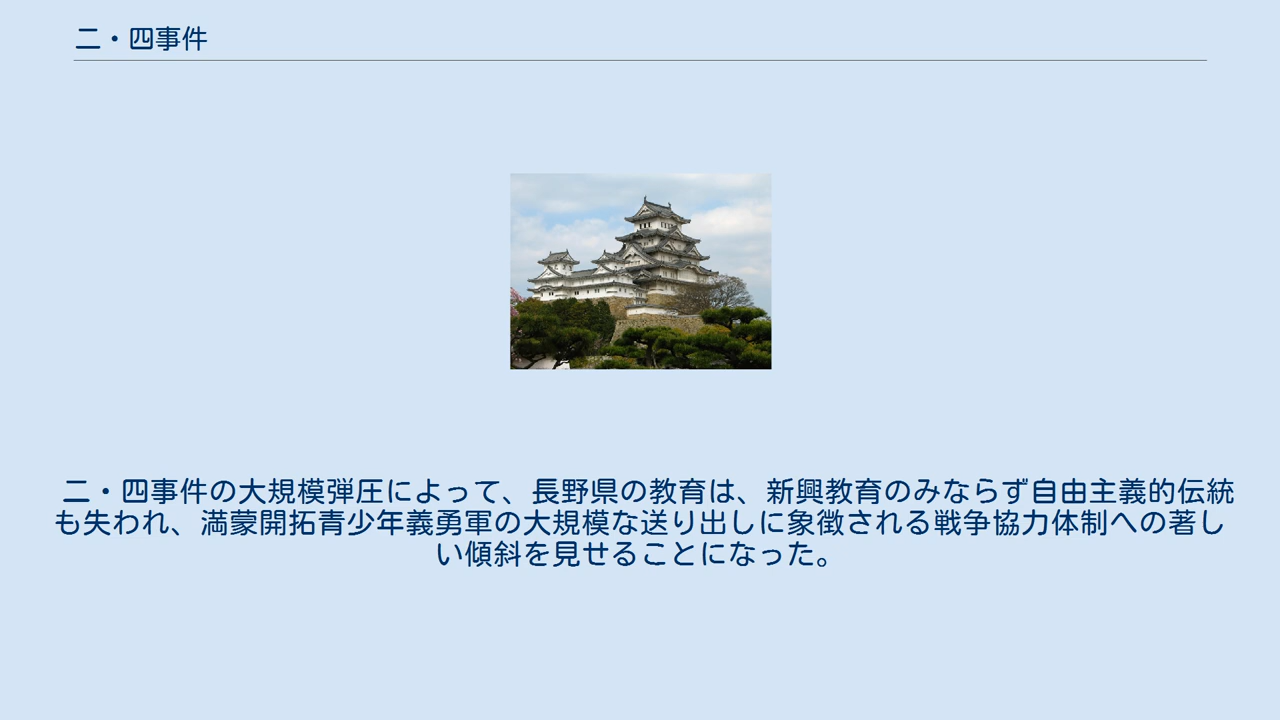 二・四事件
二・四事件の大規模弾圧によって、長野県の教育は、新興教育のみならず自由主義的伝統
も失われ、満蒙開拓青少年義勇軍の大規模な送り出しに象徴される戦争協力体制への著し
い傾斜を見せることになった。